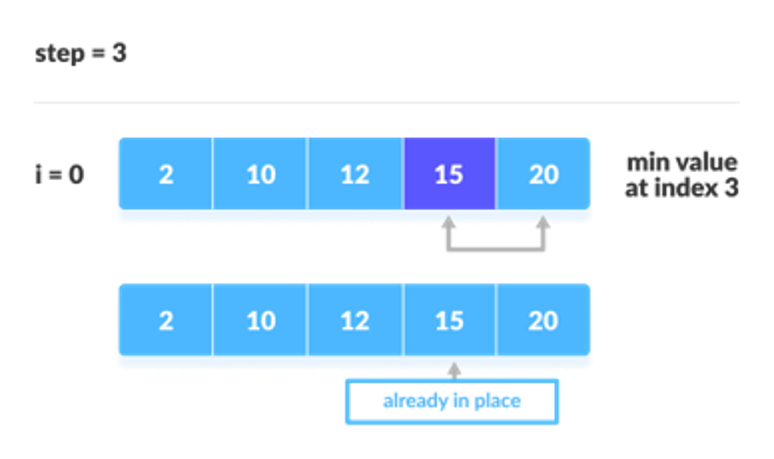 step = 3
i = 0
2 10 12 15 20
min value
at index 3
2 10 12 15 20
already in place